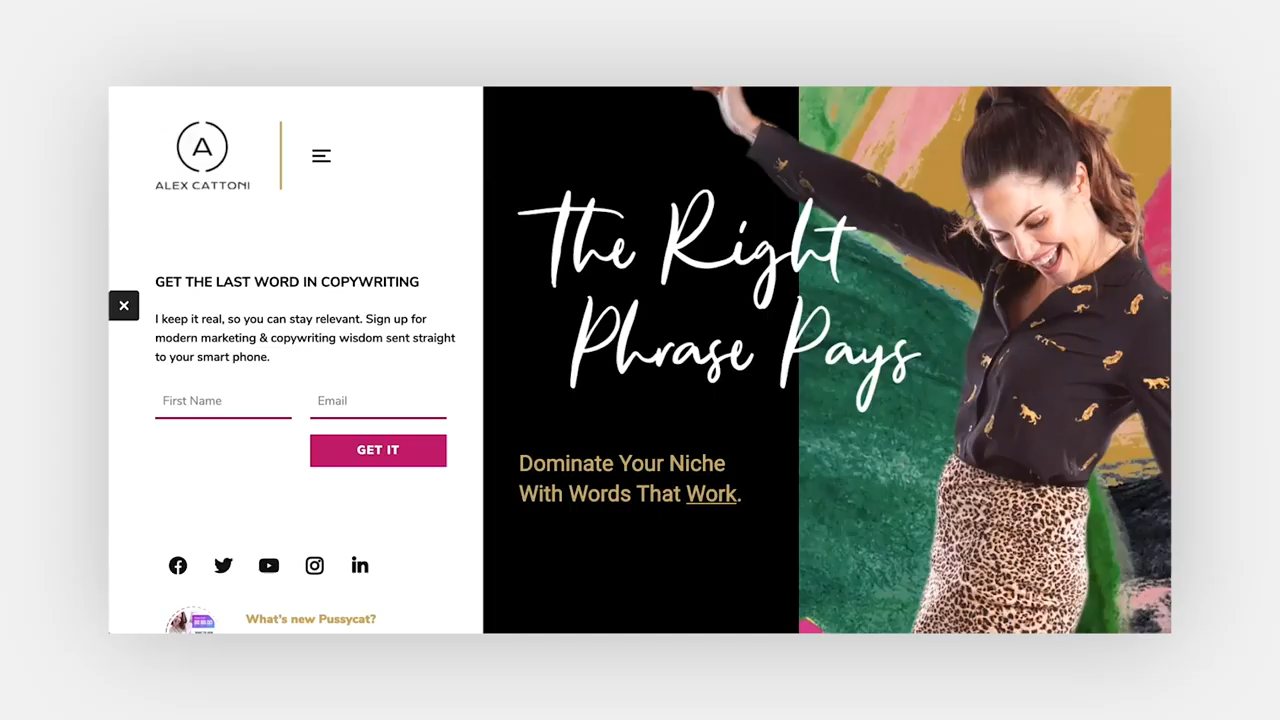 A
ALEX CATTONI
GET THE LAST WORD IN COPYWRITING
I keep it real, so you can stay relevant. Sign up for
modern marketing & copywriting wisdom sent straight
to your smart phone.
First Name
Email
GET IT
What's new Pussycat?
The Right
Phrase Pays
Dominate Your Niche
With Words That Work.